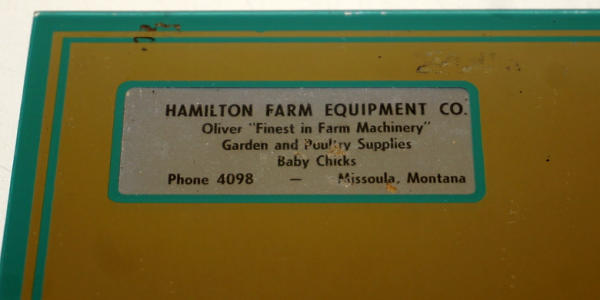 HAMILTON FARM EQUIPMENT CO.
Oliver "Finest in Farm Machinery"
Garden and Poultry Supplies
Baby Chicks
Phone 4098 — Missoula, Montana